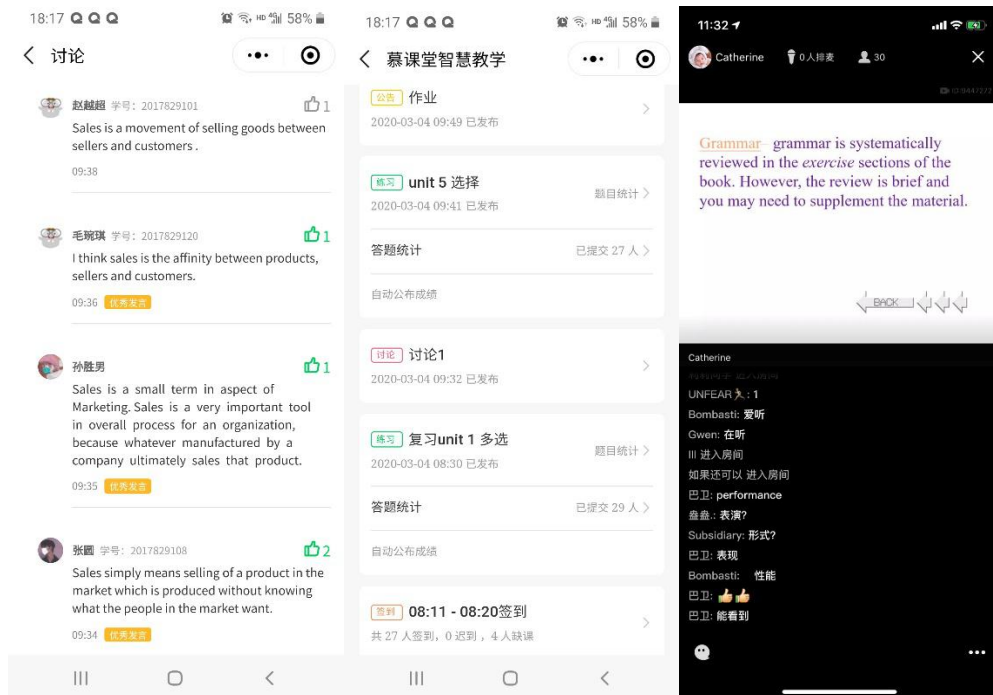 18:17 HD 4G 58%
讨论
赵越超 学号: 2017829101 1
Sales is a movement of selling goods between
sellers and customers .
09:38
毛琬琪 学号: 2017829120 1
I think sales is the affinity between products,
sellers and customers.
09:36 优秀发言
孙胜男 1
Sales is a small term in aspect of
Marketing. Sales is a very important tool
in overall process for an organization,
because whatever manufactured by a
company ultimately sales that product.
09:35 优秀发言
张圆 学号: 2017829108 2
Sales simply means selling of a product in the
market which is produced without knowing
what the people in the market want.
09:34 优秀发言
18:17 HD 4G 58%
慕课堂智慧教学
公告 作业
2020-03-04 09:49 已发布
练习 unit 5 选择
2020-03-04 09:41 已发布
题目统计
答题统计 已提交 27 人
自动公布成绩
讨论 讨论1
2020-03-04 09:32 已发布
练习 复习unit 1 多选
2020-03-04 08:30 已发布
题目统计
答题统计 已提交 29 人
自动公布成绩
签到 08:11 - 08:20签到
共 27 人签到，0 迟到 ，4 人缺课
11:32
Catherine 0人排麦 30
Grammar– grammar is systematically
reviewed in the exercise sections of the
book. However, the review is brief and
you may need to supplement the material.
BACK
Catherine
UNFEAR: 1
Bombasti: 爱听
Gwen: 在听
III 进入房间
如果还可以 进入房间
巴卫: performance
盎盎.: 表演?
Subsidiary: 形式?
巴卫: 表现
Bombasti: 性能
巴卫: 👍👍
巴卫: 能看到